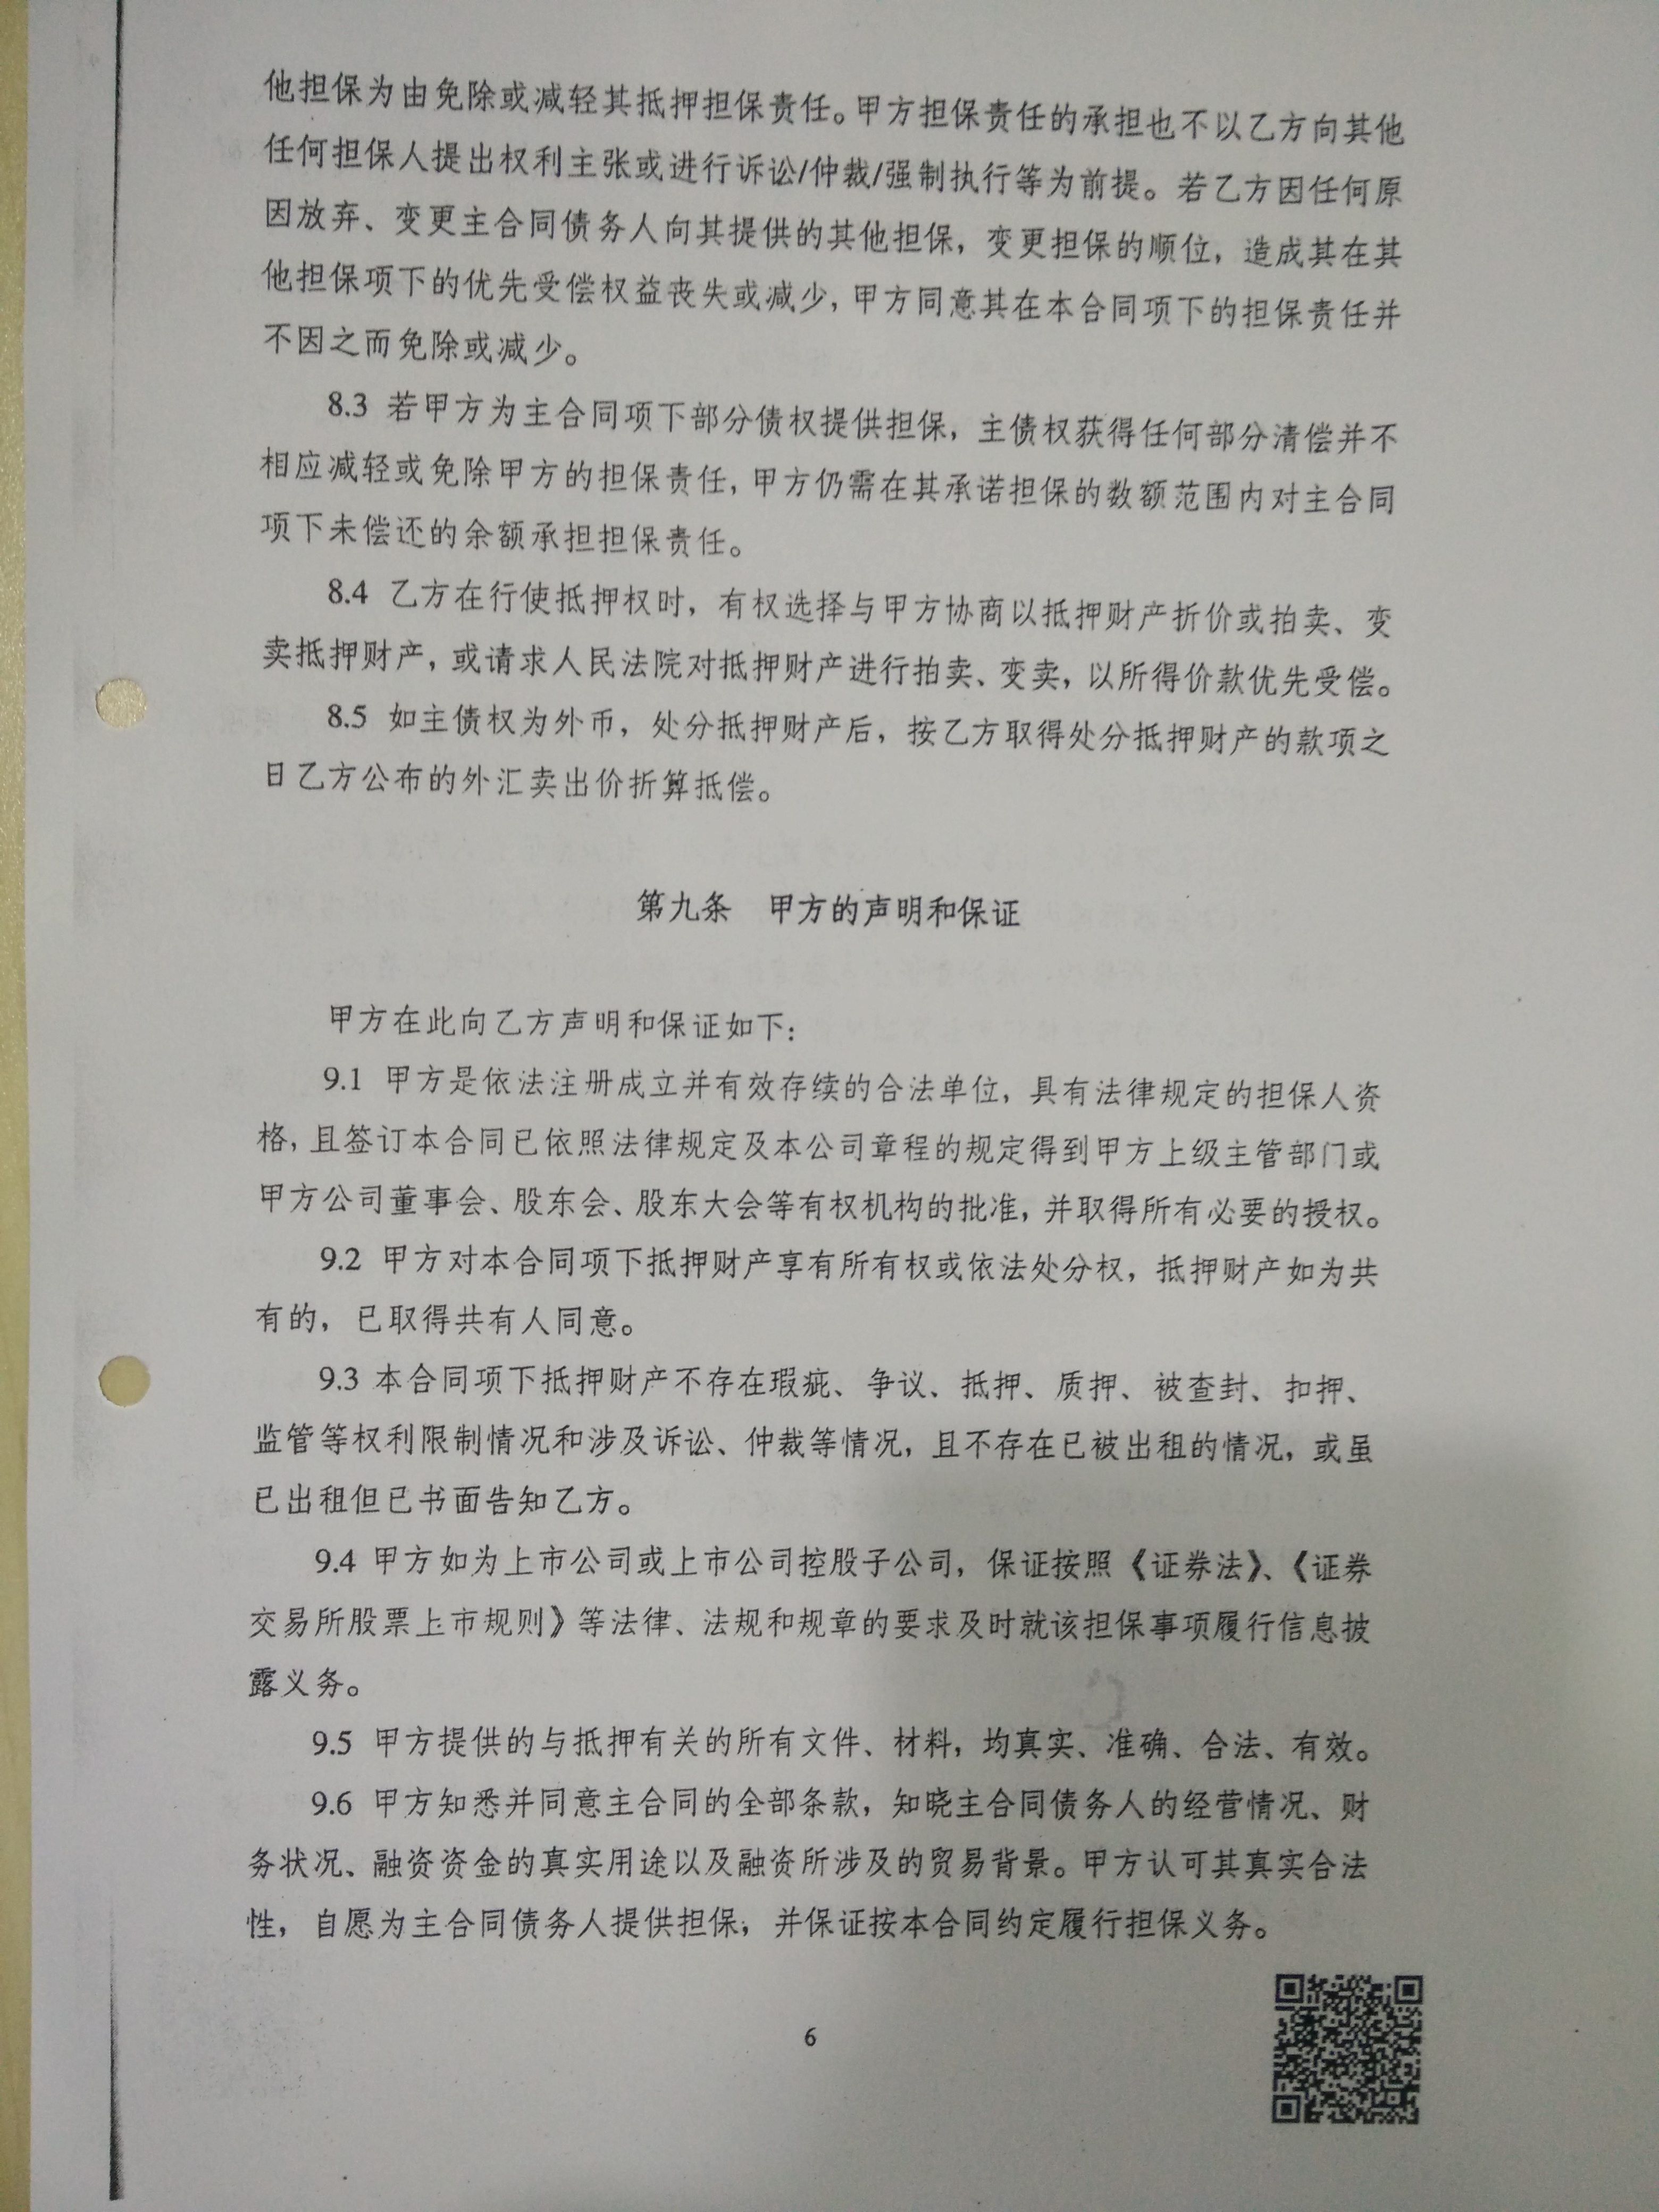 他担保为由免除或减轻其抵押担保责任。甲方担保责任的承担也不以乙方向其他
任何担保人提出权利主张或进行诉讼/仲裁/强制执行等为前提。若乙方因任何原
因放弃、变更主合同债务人向其提供的其他担保，变更担保的顺位，造成其在其
他担保项下的优先受偿权益丧失或减少，甲方同意其在本合同项下的担保责任并
不因之而免除或减少。
8.3 若甲方为主合同项下部分债权提供担保，主债权获得任何部分清偿并不
相应减轻或免除甲方的担保责任，甲方仍需在其承诺担保的数额范围内对主合同
项下未偿还的余额承担担保责任。
8.4 乙方在行使抵押权时，有权选择与甲方协商以抵押财产折价或拍卖、变
卖抵押财产，或请求人民法院对抵押财产进行拍卖、变卖，以所得价款优先受偿。
8.5 如主债权为外币，处分抵押财产后，按乙方取得处分抵押财产的款项之
日乙方公布的外汇卖出价折算抵偿。
第九条 甲方的声明和保证
甲方在此向乙方声明和保证如下：
9.1 甲方是依法注册成立并有效存续的合法单位，具有法律规定的担保人资
格，且签订本合同已依照法律规定及本公司章程的规定得到甲方上级主管部门或
甲方公司董事会、股东会、股东大会等有权机构的批准，并取得所有必要的授权。
9.2 甲方对本合同项下抵押财产享有所有权或依法处分权，抵押财产如为共
有的，已取得共有人同意。
9.3 本合同项下抵押财产不存在瑕疵、争议、抵押、质押、被查封、扣押、
监管等权利限制情况和涉及诉讼、仲裁等情况，且不存在已被出租的情况，或虽
已出租但已书面告知乙方。
9.4 甲方如为上市公司或上市公司控股子公司，保证按照《证券法》、《证券
交易所股票上市规则》等法律、法规和规章的要求及时就该担保事项履行信息披
露义务。
9.5 甲方提供的与抵押有关的所有文件、材料，均真实、准确、合法、有效。
9.6 甲方知悉并同意主合同的全部条款，知晓主合同债务人的经营情况、财
务状况、融资资金的真实用途以及融资所涉及的贸易背景。甲方认可其真实合法
性，自愿为主合同债务人提供担保，并保证按本合同约定履行担保义务。
6